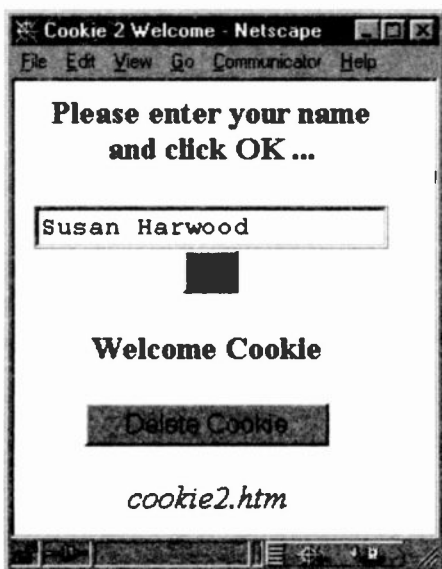 Cookie 2 Welcome - Netscape
File Edit View Go Communicator Help
Please enter your name
and click OK ...
Susan Harwood
Welcome Cookie
Delete Cookie
cookie2.htm